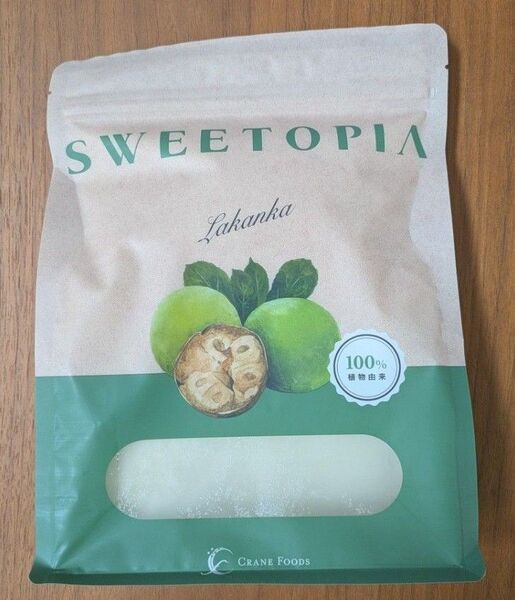 SWEETOPIA
Lakanka
100%
植物由来
CRANE FOODS